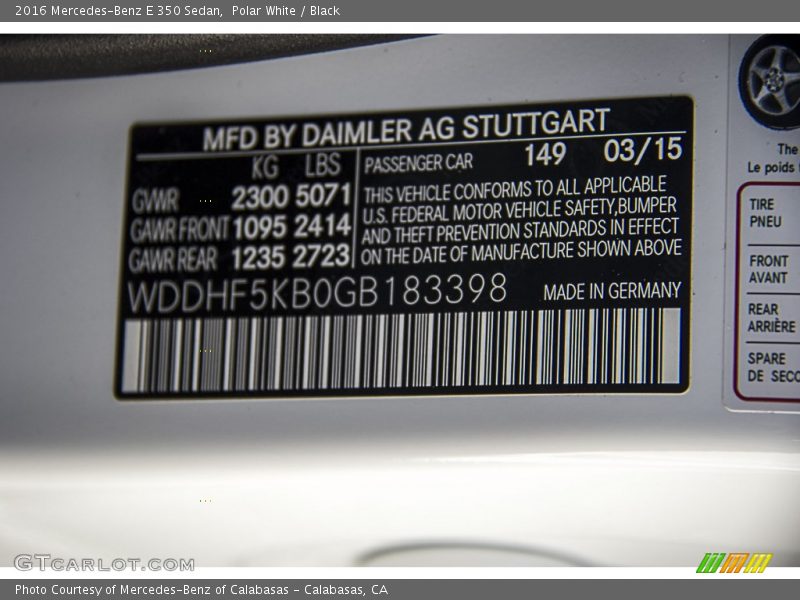 2016 Mercedes-Benz E 350 Sedan, Polar White / Black
MFD BY DAIMLER AG STUTTGART
KG LBS
GVWR 2300 5071
GAWR FRONT 1095 2414
GAWR REAR 1235 2723
PASSENGER CAR 149 03/15
THIS VEHICLE CONFORMS TO ALL APPLICABLE
U.S. FEDERAL MOTOR VEHICLE SAFETY,BUMPER
AND THEFT PREVENTION STANDARDS IN EFFECT
ON THE DATE OF MANUFACTURE SHOWN ABOVE
WDDHF5KB0GB183398 MADE IN GERMANY
The
Le poids
TIRE
PNEU
FRONT
AVANT
REAR
ARRIÈRE
SPARE
DE SECO
GTCARLOT.COM
Photo Courtesy of Mercedes-Benz of Calabasas - Calabasas, CA